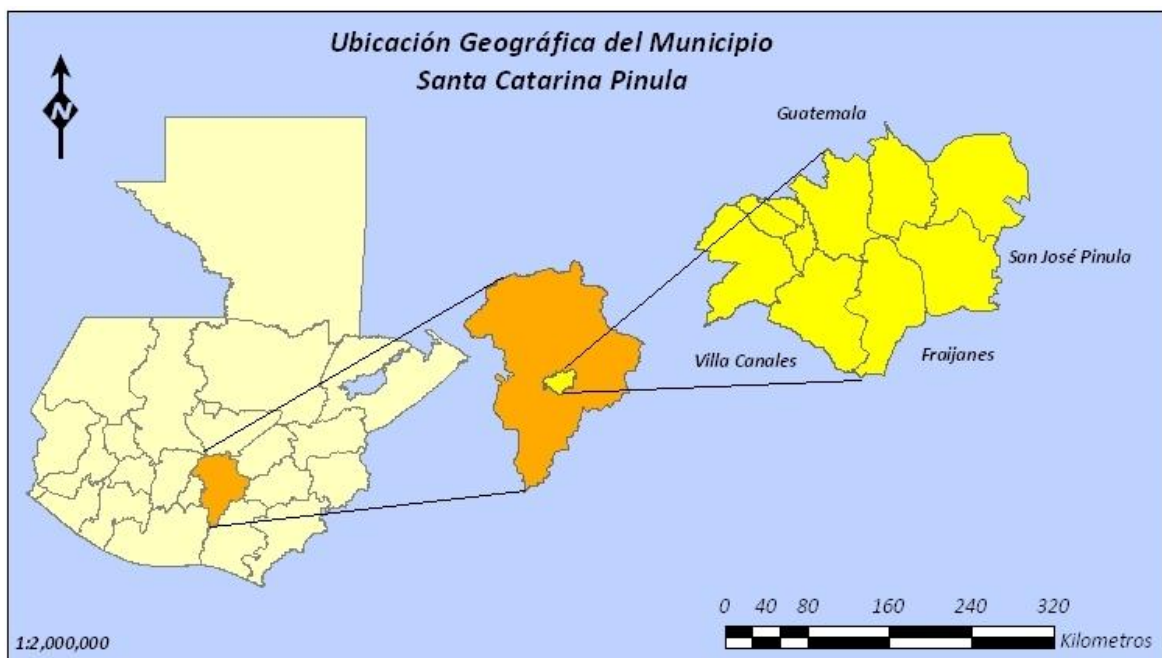 Ubicación Geográfica del Municipio
Santa Catarina Pinula
N
Guatemala
San José Pinula
Villa Canales
Fraijanes
0 40 80 160 240 320
Kilometros
1:2,000,000